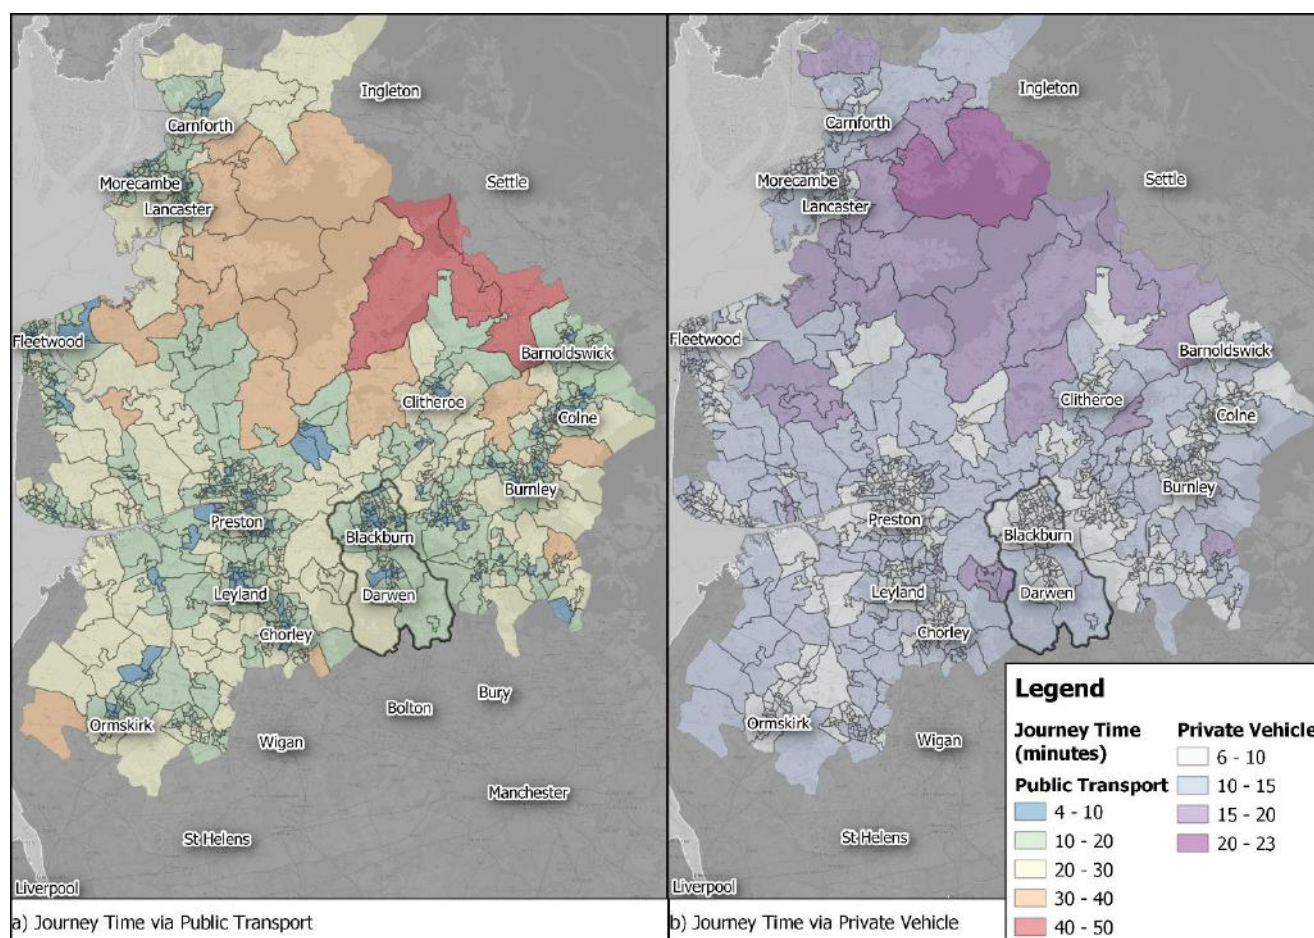 Ingleton
Carnforth
Settle
Morecambe
Lancaster
Fleetwood
Barnoldswick
Clitheroe
Colne
Burnley
Preston
Blackburn
Leyland
Darwen
Chorley
Ormskirk
Bolton
Bury
Wigan
Manchester
St Helens
Liverpool
a) Journey Time via Public Transport
Ingleton
Carnforth
Settle
Morecambe
Lancaster
Fleetwood
Barnoldswick
Clitheroe
Colne
Burnley
Preston
Blackburn
Leyland
Darwen
Chorley
Ormskirk
Wigan
St Helens
Liverpool
b) Journey Time via Private Vehicle
Legend
Journey Time
(minutes)
Public Transport
4 - 10
10 - 20
20 - 30
30 - 40
40 - 50
Private Vehicle
6 - 10
10 - 15
15 - 20
20 - 23